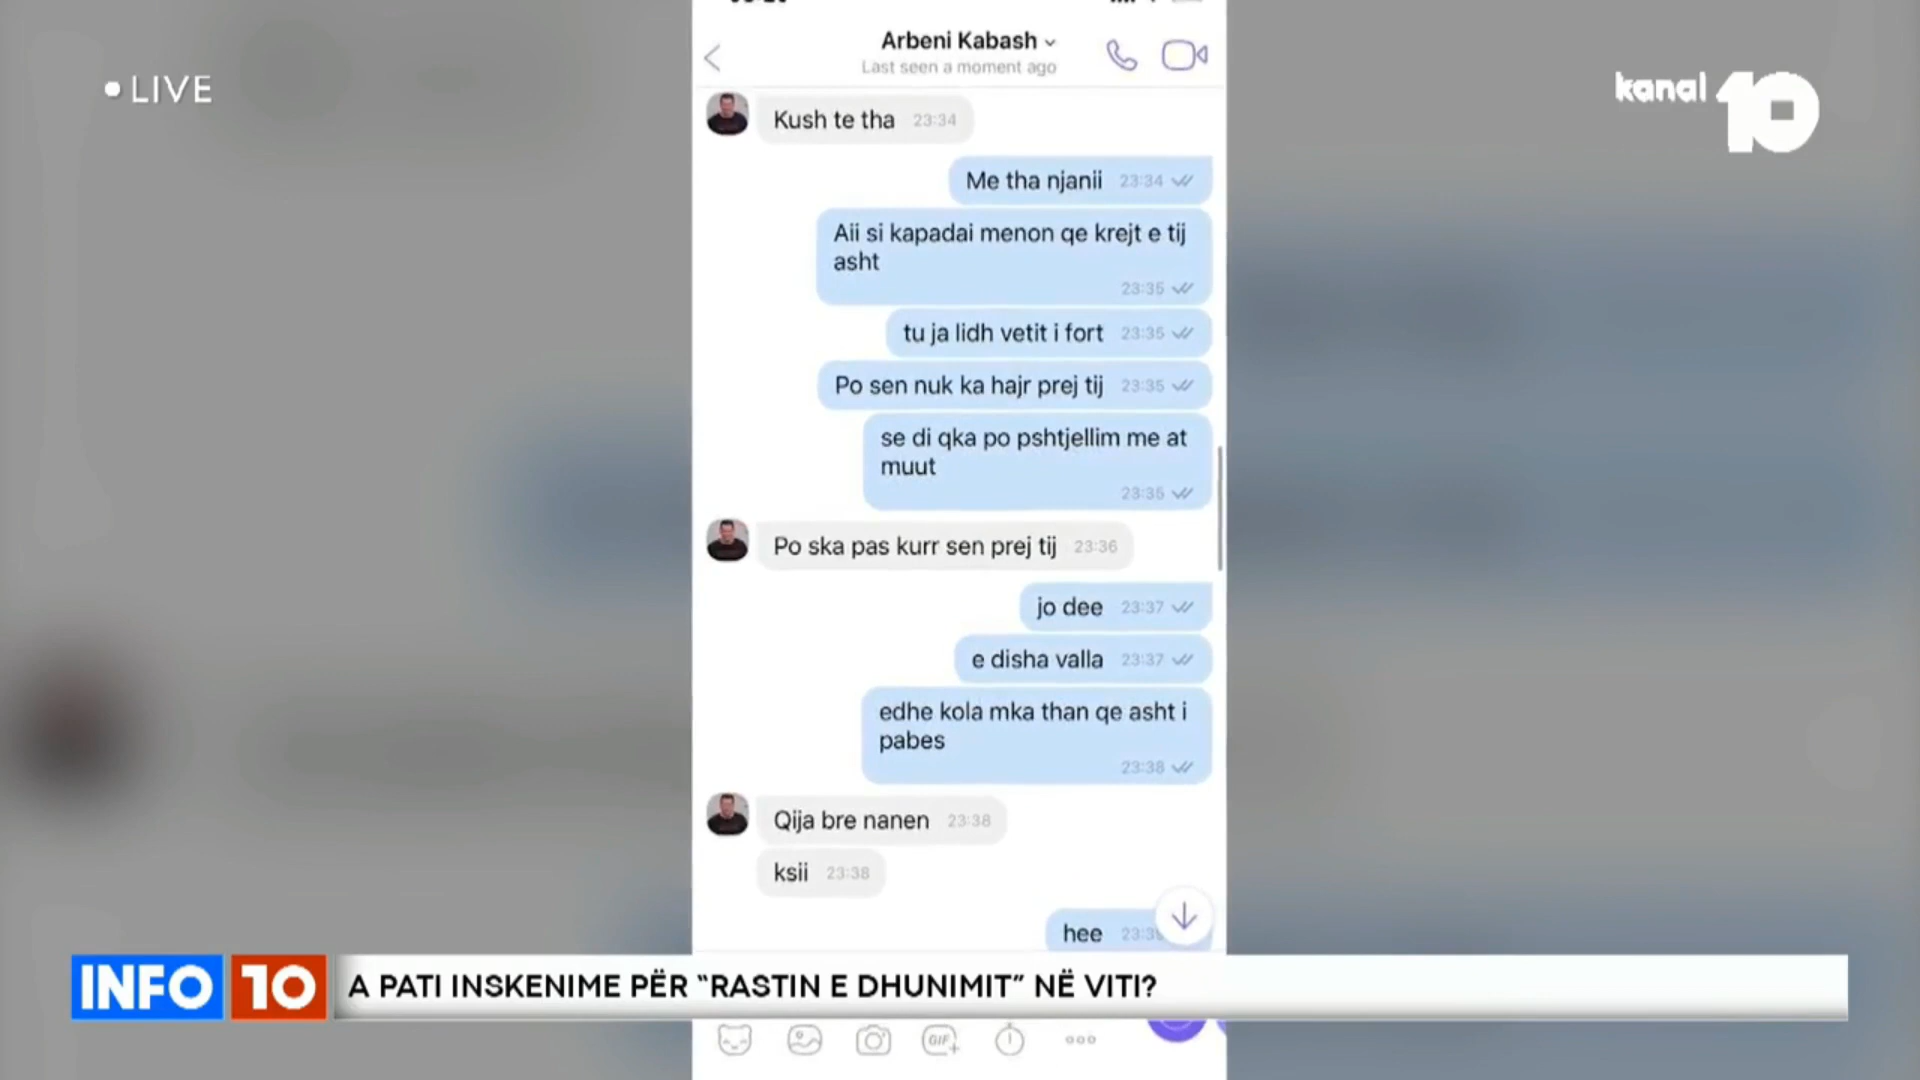 LIVE
kanal 10
Arbeni Kabash
Last seen a moment ago
Kush te tha 23:34
Me tha njanii 23:34
Aii si kapadai menon qe krejt e tij
asht
23:35
tu ja lidh vetit i fort 23:35
Po sen nuk ka hajr prej tij 23:35
se di qka po pshtjellim me at
muut
23:35
Po ska pas kurr sen prej tij 23:36
jo dee 23:37
e disha valla 23:37
edhe kola mka than qe asht i
pabes
23:38
Qija bre nanen 23:38
ksii 23:38
hee
INFO 10 A PATI INSKENIME PËR “RASTIN E DHUNIMIT” NË VITI?
GIF